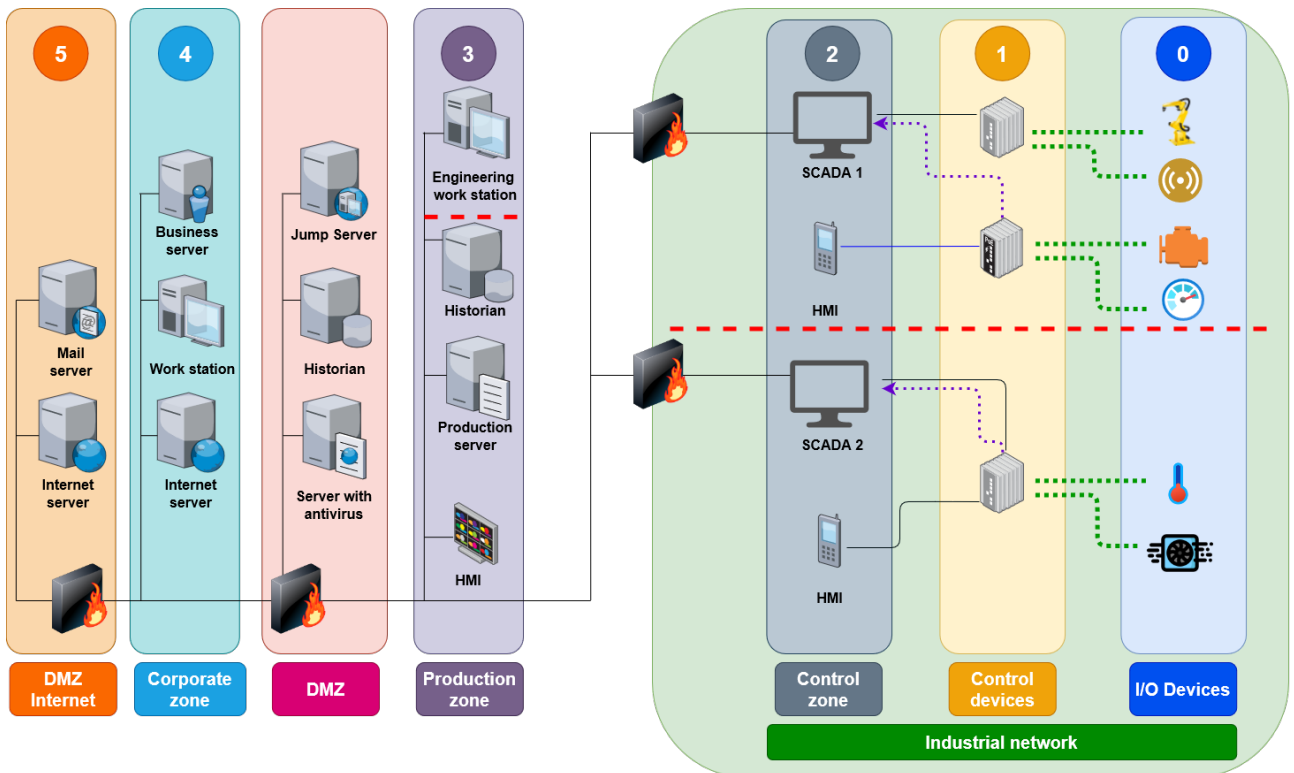 5
4
3
2
1
0
Engineering
work station
SCADA 1
Business
server
Jump Server
Historian
HMI
Mail
server
Work station
Historian
Production
server
SCADA 2
Internet
server
Internet
server
Server with
antivirus
HMI
HMI
DMZ
Internet
Corporate
zone
DMZ
Production
zone
Control
zone
Control
devices
I/O Devices
Industrial network